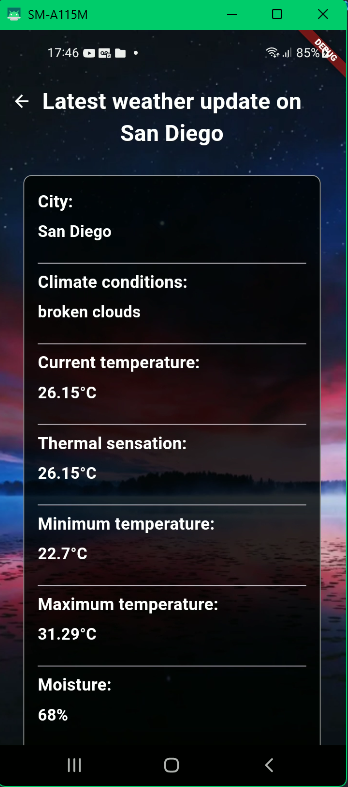 SM-A115M
17:46
85%
DEBUG
Latest weather update on
San Diego
City:
San Diego
Climate conditions:
broken clouds
Current temperature:
26.15°C
Thermal sensation:
26.15°C
Minimum temperature:
22.7°C
Maximum temperature:
31.29°C
Moisture:
68%